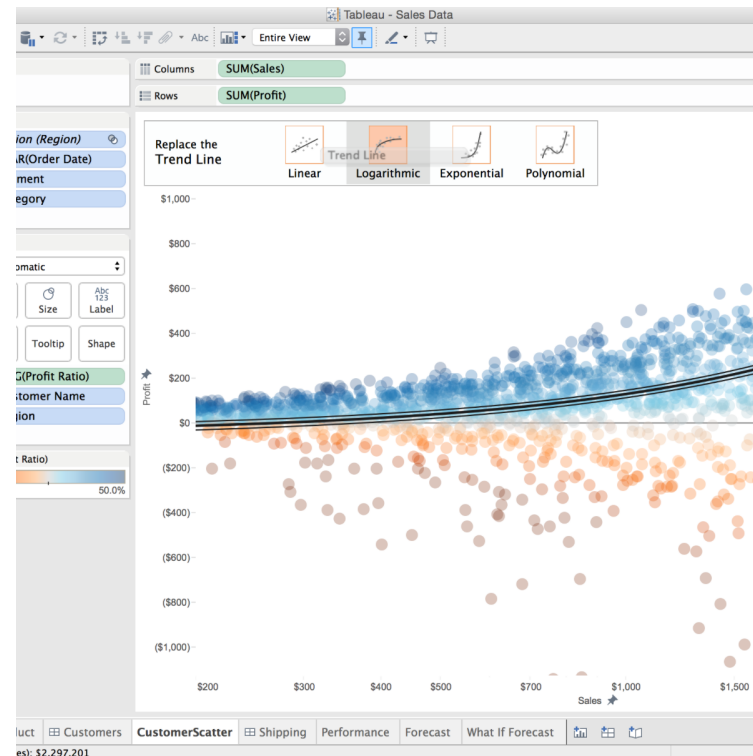 Tableau - Sales Data
Abc
Entire View
Columns
SUM(Sales)
Rows
SUM(Profit)
ion (Region)
AR(Order Date)
ment
egory
omatic
Size
Abc
123
Label
Tooltip
Shape
G(Profit Ratio)
stomer Name
gion
t Ratio)
50.0%
Replace the
Trend Line
Trend Line
Linear
Logarithmic
Exponential
Polynomial
$1,000
$800
$600
$400
$200
$0
($200)
($400)
($600)
($800)
($1,000)
Profit
$200
$300
$400
$500
$700
$1,000
$1,500
Sales
uct
Customers
CustomerScatter
Shipping
Performance
Forecast
What If Forecast
es): $2,297,201